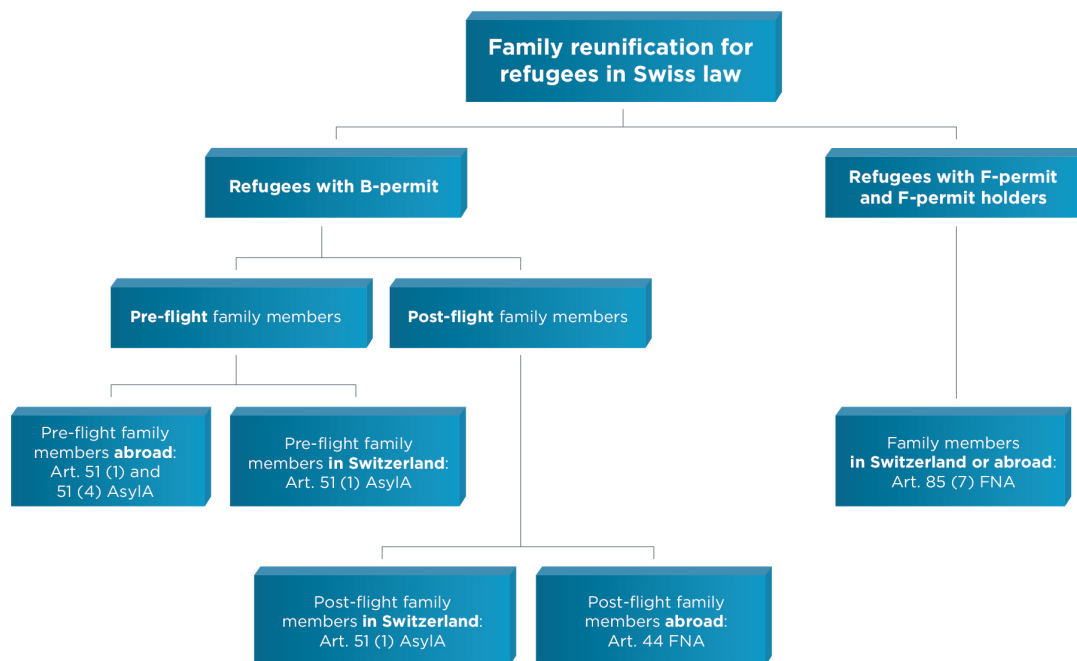 Family reunification for
refugees in Swiss law
Refugees with B-permit
Refugees with F-permit
and F-permit holders
Pre-flight family members
Post-flight family members
Pre-flight family
members abroad:
Art. 51 (1) and
51 (4) AsylA
Pre-flight family
members in Switzerland:
Art. 51 (1) AsylA
Family members
in Switzerland or abroad:
Art. 85 (7) FNA
Post-flight family
members in Switzerland:
Art. 51 (1) AsylA
Post-flight family
members abroad:
Art. 44 FNA